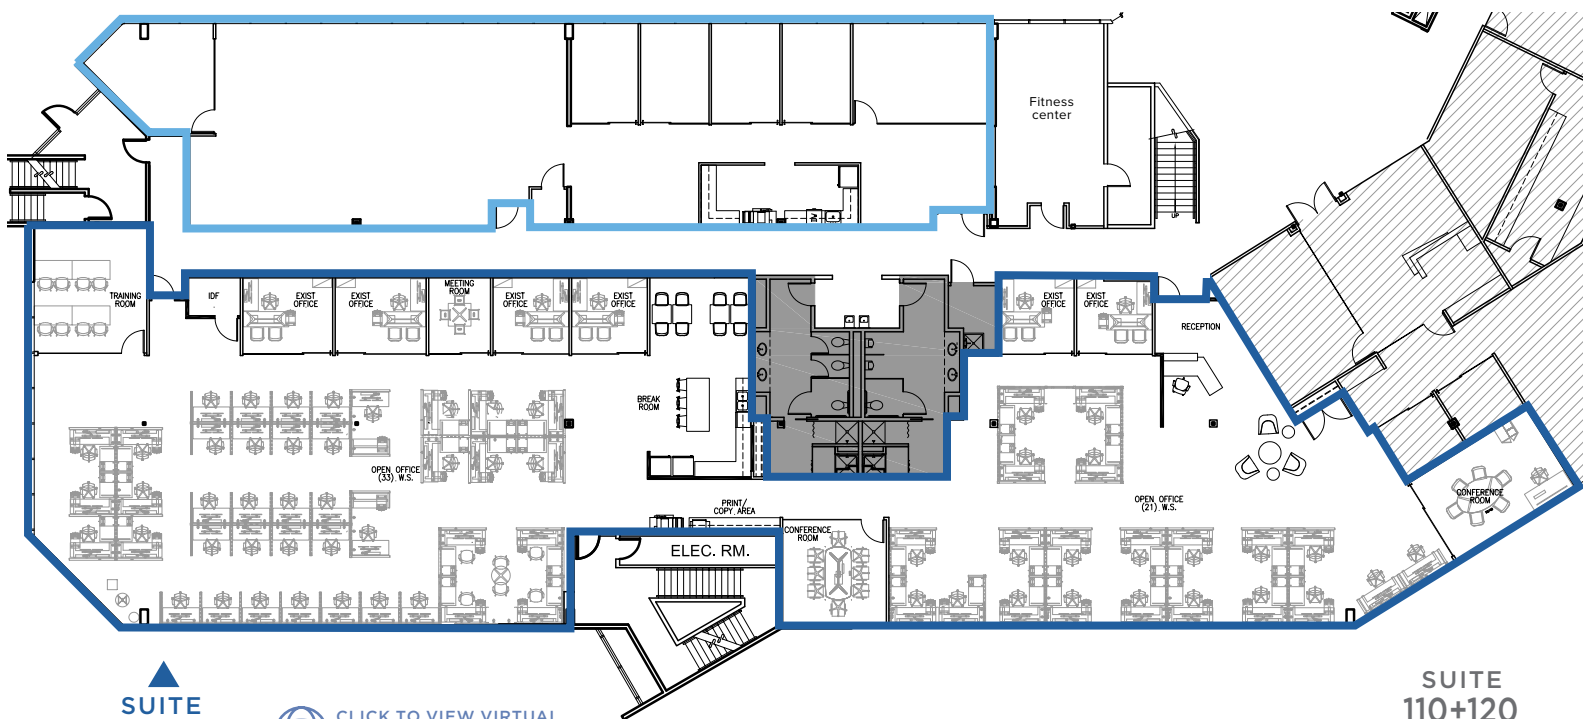 Fitness
center
UP
DW
TRAINING
ROOM
IDF
EXIST
OFFICE
EXIST
OFFICE
MEETING
ROOM
EXIST
OFFICE
EXIST
OFFICE
EXIST
OFFICE
EXIST
OFFICE
RECEPTION
BREAK
ROOM
OPEN OFFICE
(33) W.S.
PRINT/
COPY AREA
OPEN OFFICE
(21) W.S.
CONFERENCE
ROOM
CONFERENCE
ROOM
ELEC. RM.
SUITE
CLICK TO VIEW VIRTUAL
SUITE
110+120